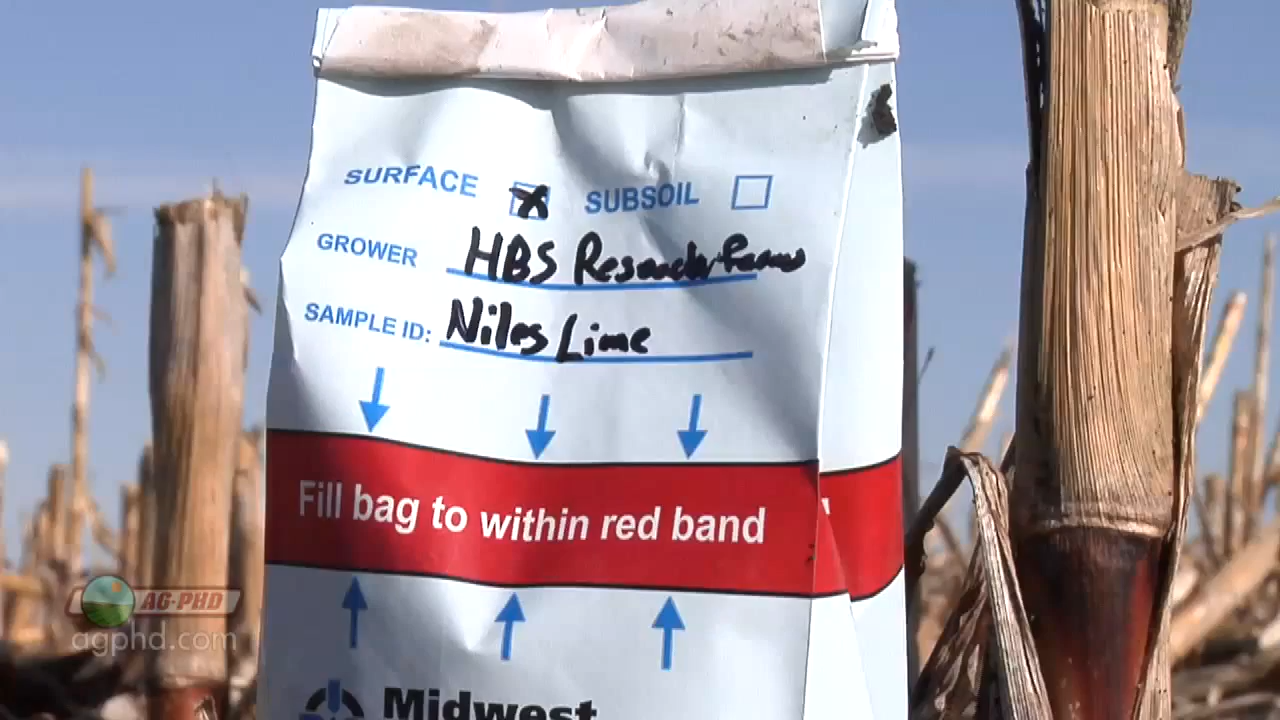 SURFACE SUBSOIL
GROWER HBS Research Farms
SAMPLE ID: Niles Lime
Fill bag to within red band
AG-PHD
agphd.com
Midwest